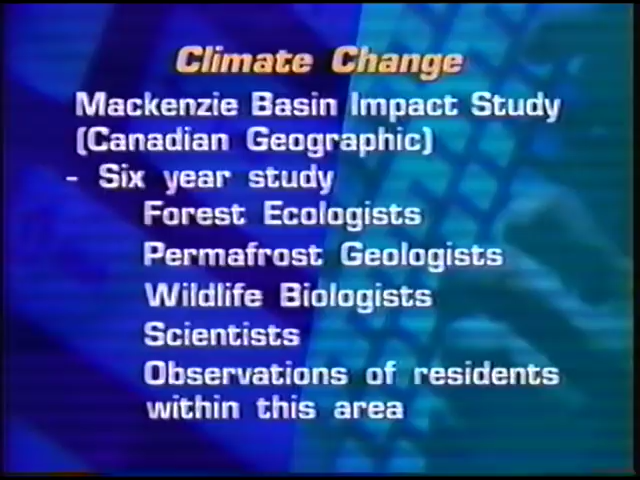 Climate Change
Mackenzie Basin Impact Study
(Canadian Geographic)
- Six year study
Forest Ecologists
Permafrost Geologists
Wildlife Biologists
Scientists
Observations of residents
within this area